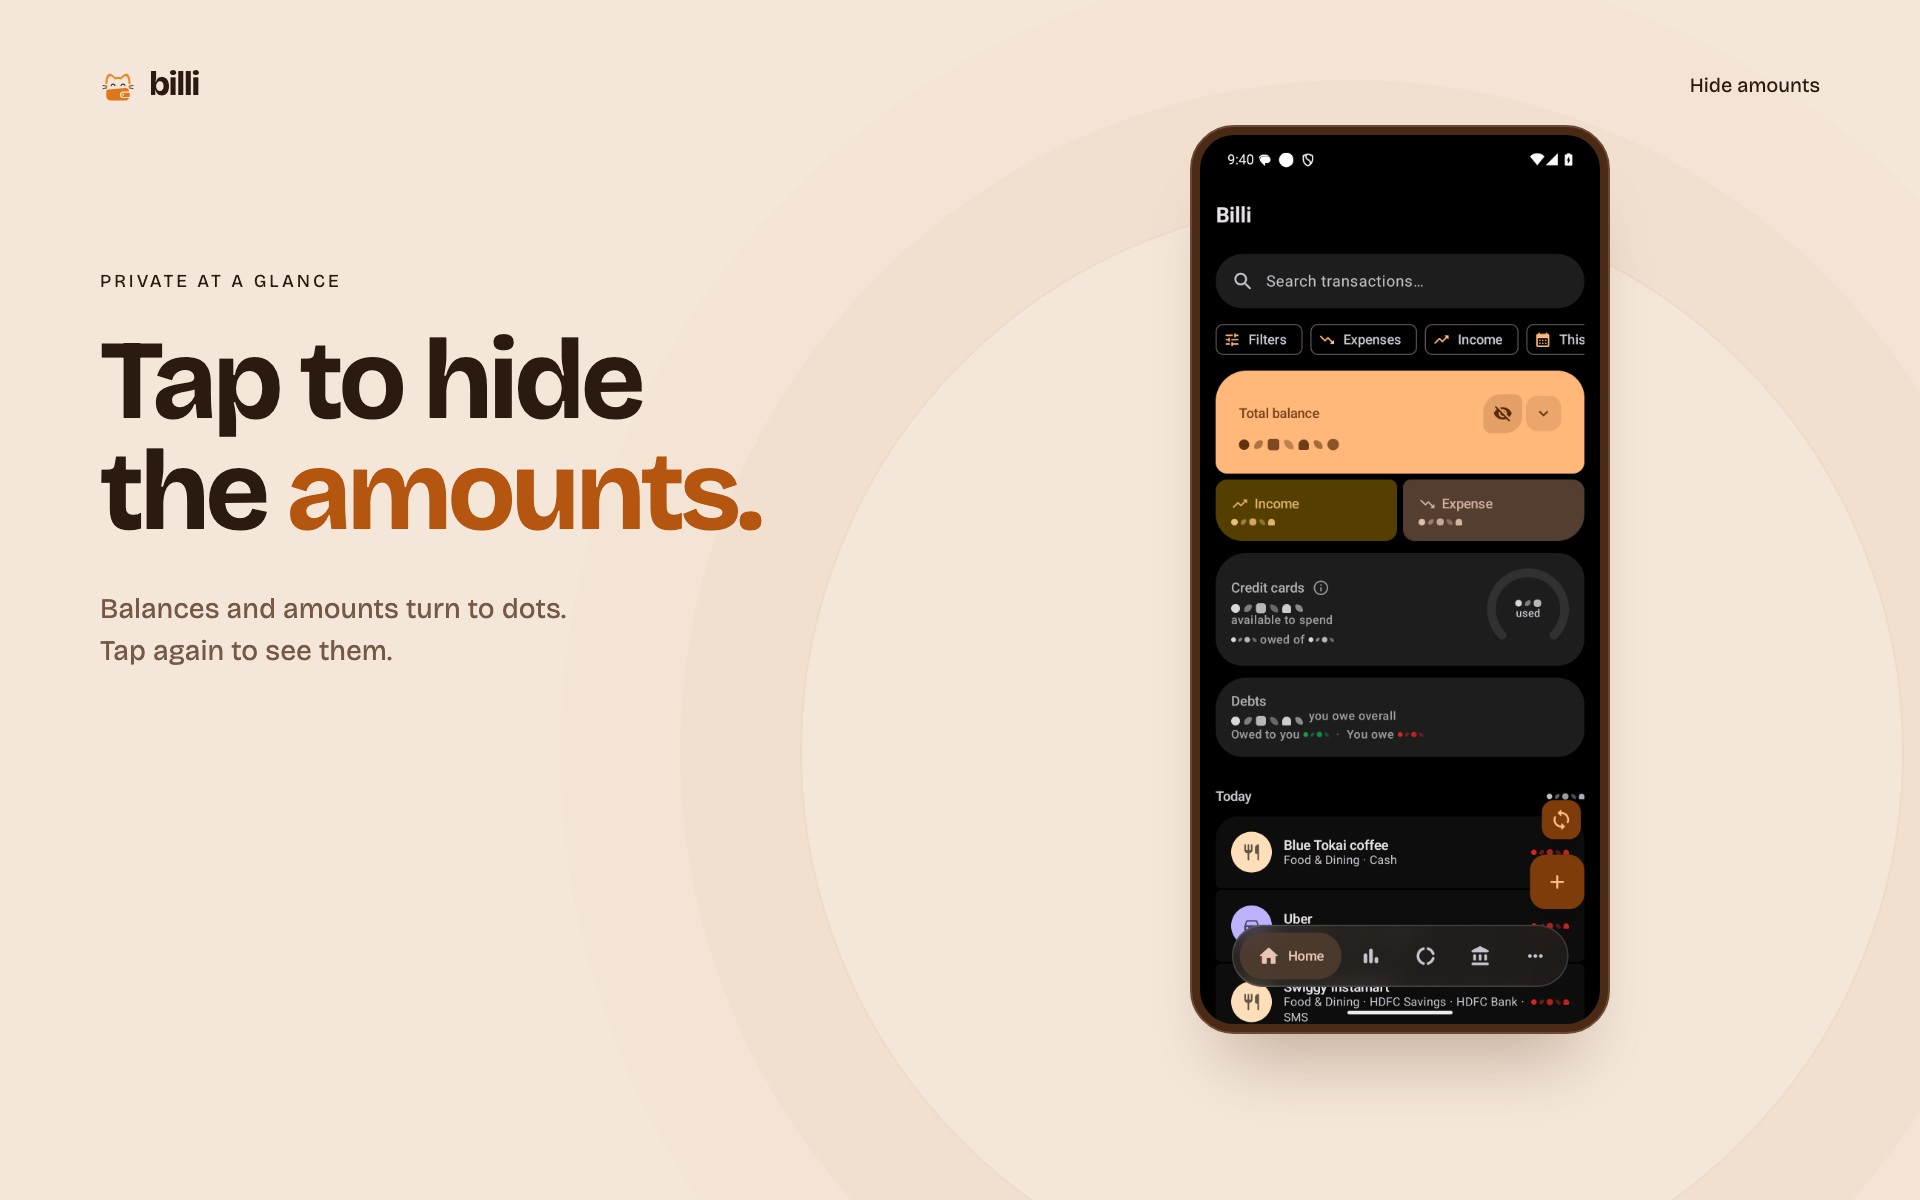 billi
Hide amounts
PRIVATE AT A GLANCE
Tap to hide
the amounts.
Balances and amounts turn to dots.
Tap again to see them.
9:40
Billi
Search transactions...
Filters
Expenses
Income
This
Total balance
Income
Expense
Credit cards
available to spend
owed of
used
Debts
you owe overall
Owed to you · You owe
Today
Blue Tokai coffee
Food & Dining · Cash
Uber
Home
Swiggy Instamart
Food & Dining · HDFC Savings · HDFC Bank ·
SMS